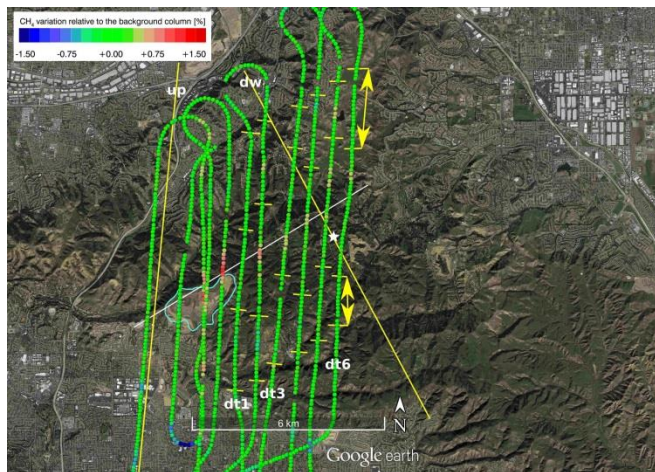 CH₄ variation relative to the background column [%]
-1.50 -0.75 +0.00 +0.75 +1.50
up
dw
dt1
dt3
dt6
6 km
N
Google earth